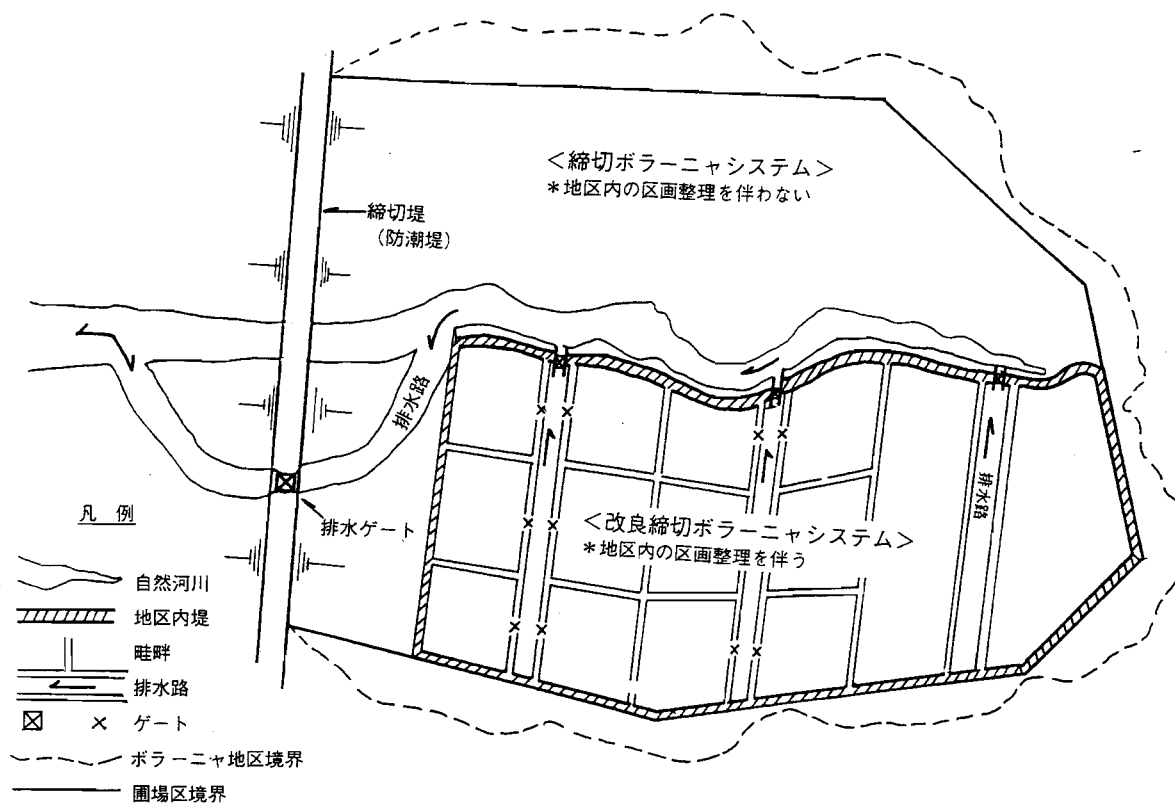 <締切ボラーニャシステム>
*地区内の区画整理を伴わない
締切堤
(防潮堤)
排水路
排水ゲート
<改良締切ボラーニャシステム>
*地区内の区画整理を伴う
排水路
凡 例
自然河川
地区内堤
畦畔
排水路
ゲート
ボラーニャ地区境界
圃場区境界